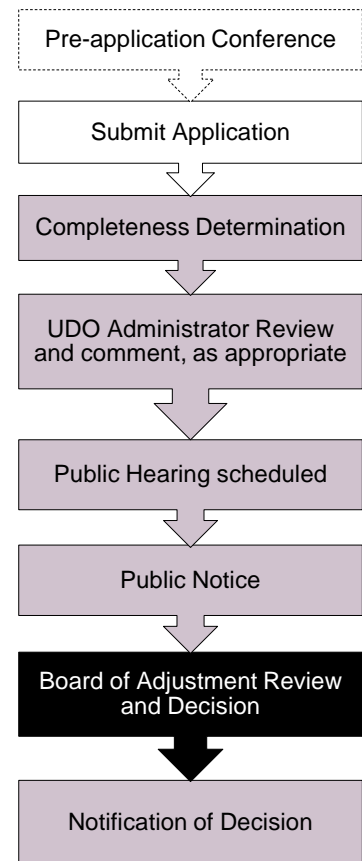 Pre-application Conference
Submit Application
Completeness Determination
UDO Administrator Review
and comment, as appropriate
Public Hearing scheduled
Public Notice
Board of Adjustment Review
and Decision
Notification of Decision